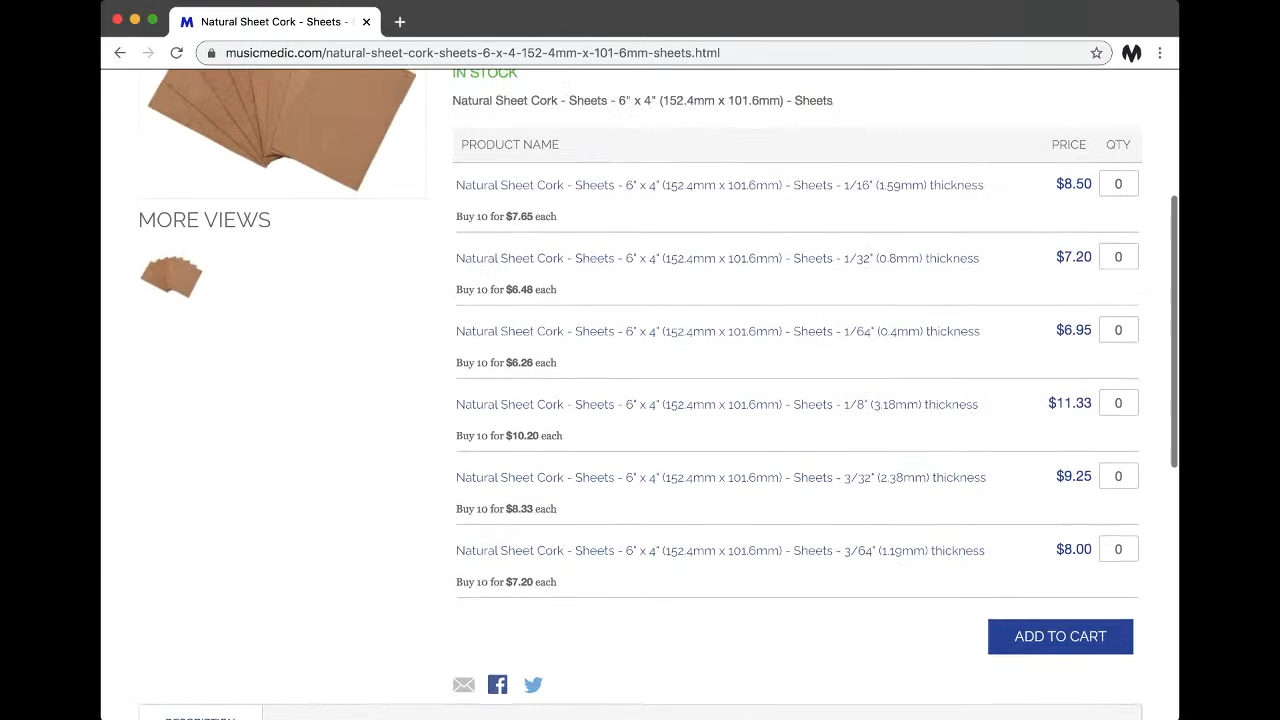 Natural Sheet Cork - Sheets -
musicmedic.com/natural-sheet-cork-sheets-6-x-4-152-4mm-x-101-6mm-sheets.html
IN STOCK
Natural Sheet Cork - Sheets - 6" x 4" (152.4mm x 101.6mm) - Sheets
PRODUCT NAME PRICE QTY
Natural Sheet Cork - Sheets - 6" x 4" (152.4mm x 101.6mm) - Sheets - 1/16" (1.59mm) thickness $8.50 0
Buy 10 for $7.65 each
MORE VIEWS
Natural Sheet Cork - Sheets - 6" x 4" (152.4mm x 101.6mm) - Sheets - 1/32" (0.8mm) thickness $7.20 0
Buy 10 for $6.48 each
Natural Sheet Cork - Sheets - 6" x 4" (152.4mm x 101.6mm) - Sheets - 1/64" (0.4mm) thickness $6.95 0
Buy 10 for $6.26 each
Natural Sheet Cork - Sheets - 6" x 4" (152.4mm x 101.6mm) - Sheets - 1/8" (3.18mm) thickness $11.33 0
Buy 10 for $10.20 each
Natural Sheet Cork - Sheets - 6" x 4" (152.4mm x 101.6mm) - Sheets - 3/32" (2.38mm) thickness $9.25 0
Buy 10 for $8.33 each
Natural Sheet Cork - Sheets - 6" x 4" (152.4mm x 101.6mm) - Sheets - 3/64" (1.19mm) thickness $8.00 0
Buy 10 for $7.20 each
ADD TO CART